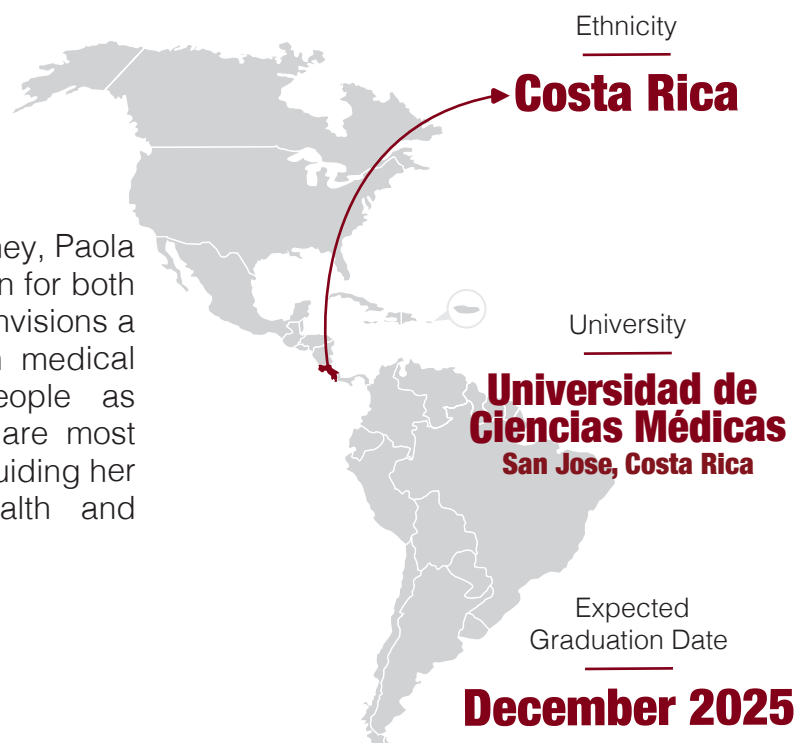 Ethnicity
Costa Rica
ney, Paola
n for both
nvisions a
medical
eople as
are most
uiding her
alth and
University
Universidad de
Ciencias Médicas
San Jose, Costa Rica
Expected
Graduation Date
December 2025